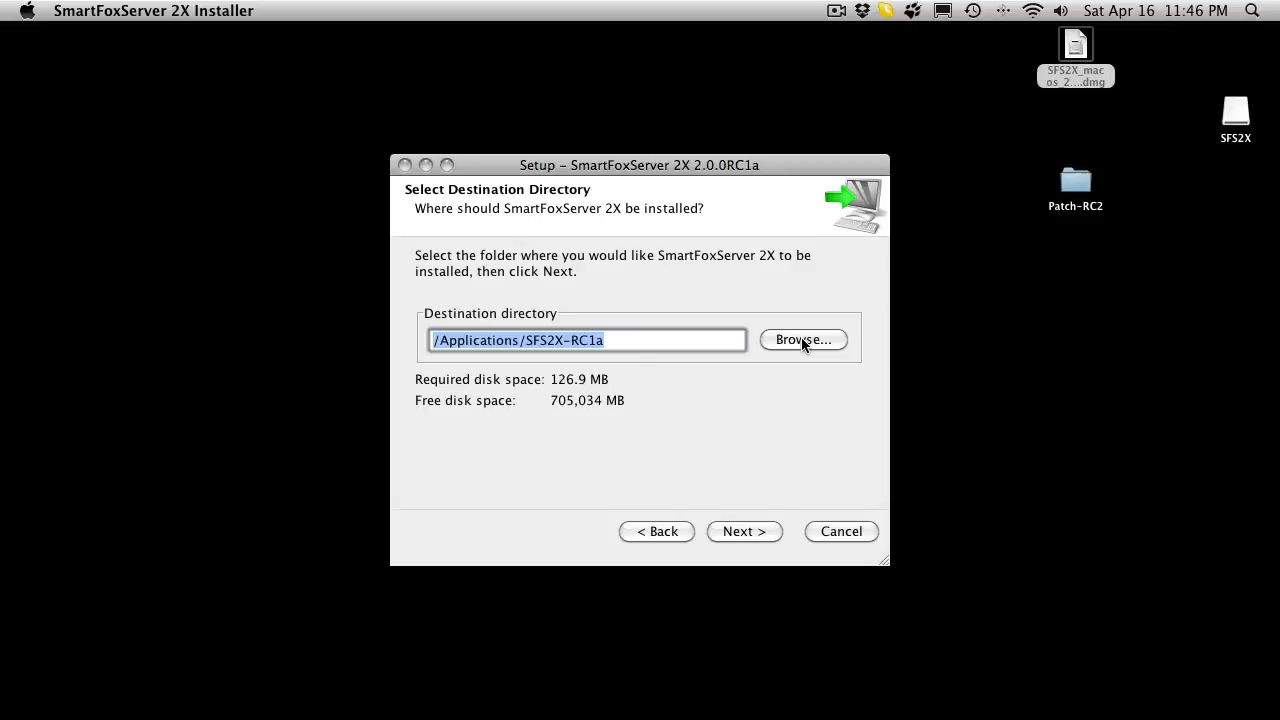 SmartFoxServer 2X Installer
Sat Apr 16 11:46 PM
SFS2X_mac
os_2....dmg
SFS2X
Patch-RC2
Setup – SmartFoxServer 2X 2.0.0RC1a
Select Destination Directory
Where should SmartFoxServer 2X be installed?
Select the folder where you would like SmartFoxServer 2X to be
installed, then click Next.
Destination directory
/Applications/SFS2X-RC1a
Browse...
Required disk space: 126.9 MB
Free disk space: 705,034 MB
< Back
Next >
Cancel